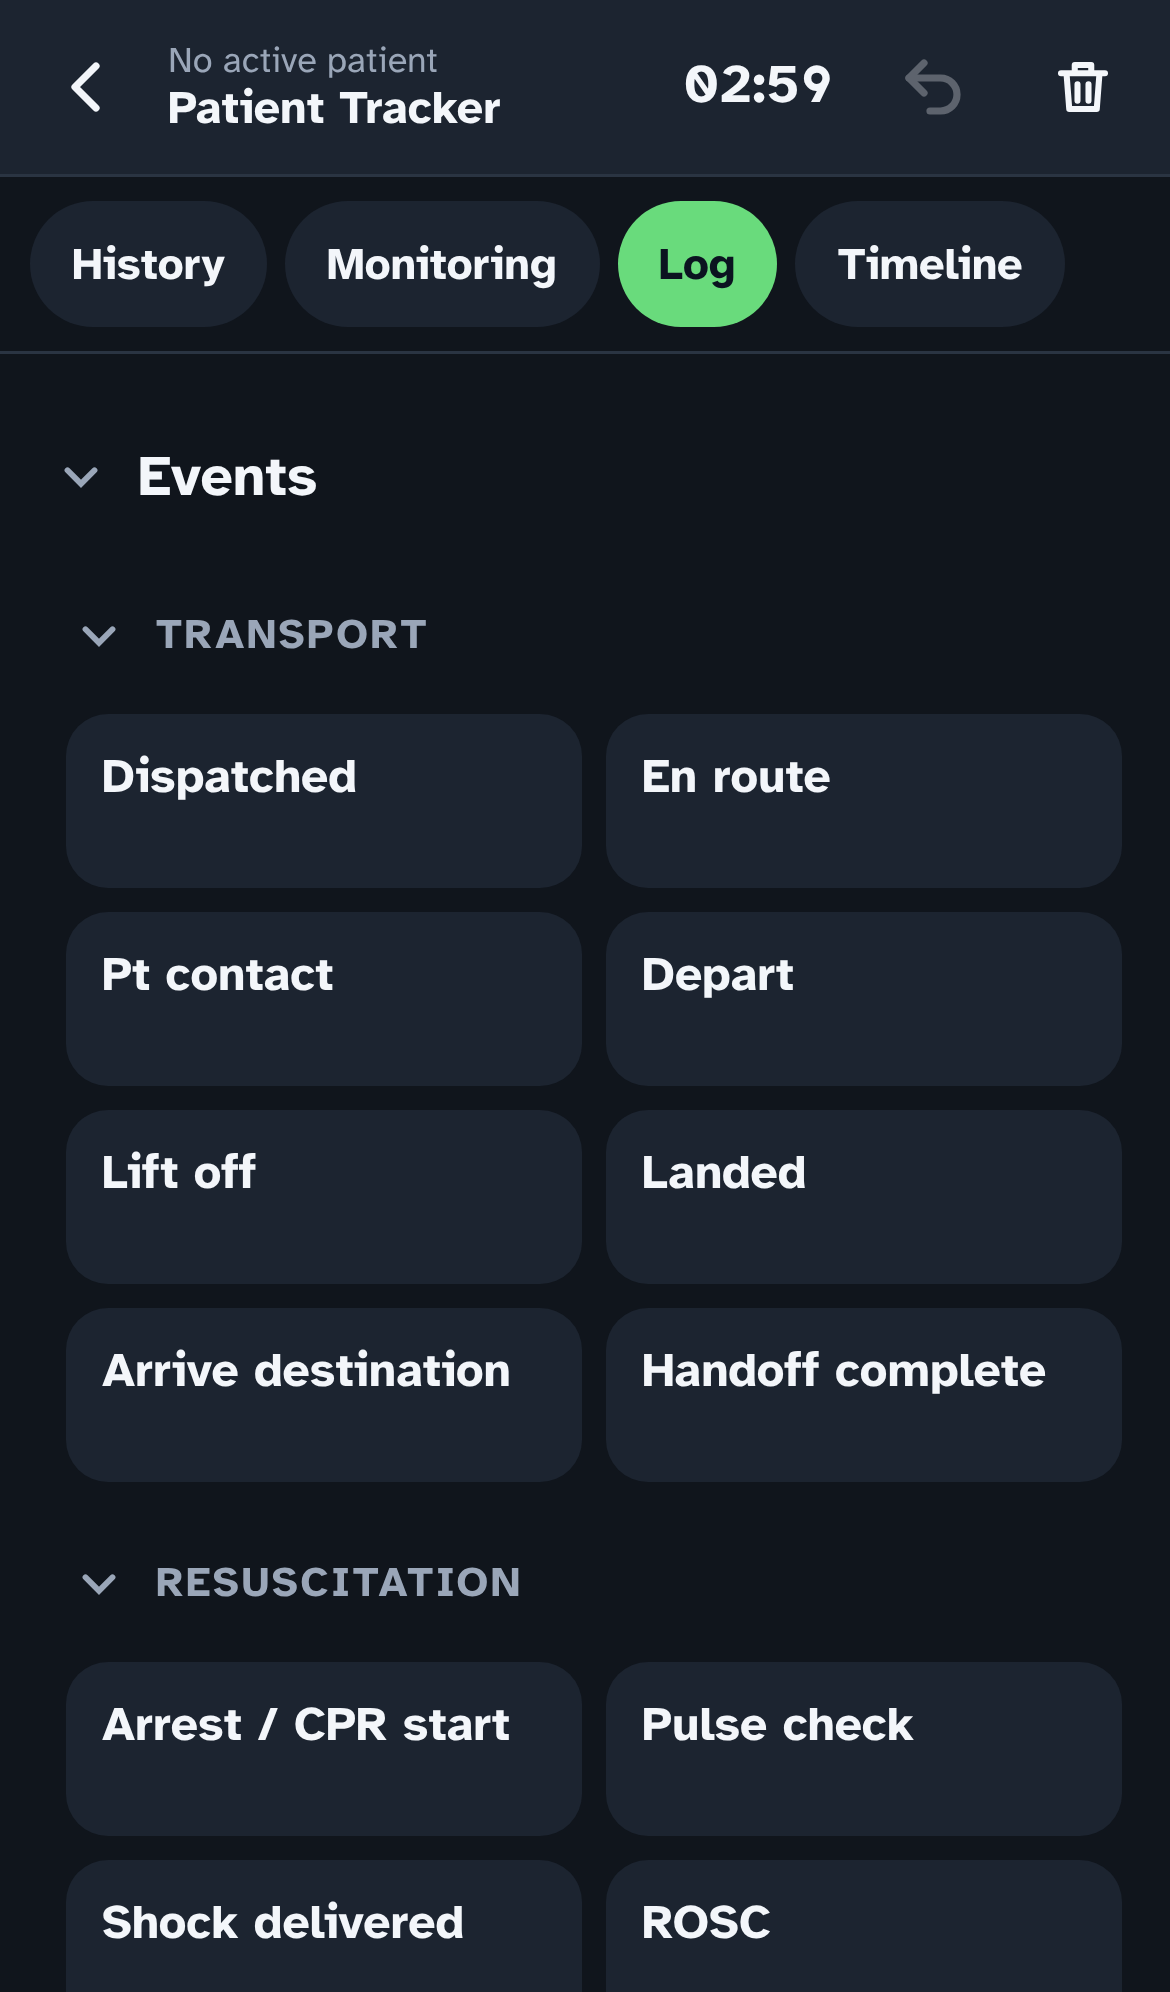 No active patient
Patient Tracker
02:59
History
Monitoring
Log
Timeline
Events
TRANSPORT
Dispatched
En route
Pt contact
Depart
Lift off
Landed
Arrive destination
Handoff complete
RESUSCITATION
Arrest / CPR start
Pulse check
Shock delivered
ROSC